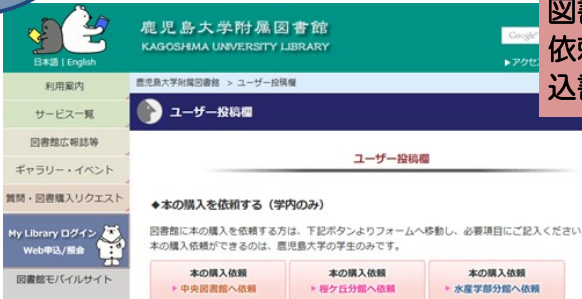 鹿児島大学附属図書館
KAGOSHIMA UNIVERSITY LIBRARY
日本語 | English
Google
▶アクセ
図書
依頼
込書
鹿児島大学附属図書館 > ユーザー投稿欄
利用案内
サービス一覧
図書館広報誌等
ギャラリー・イベント
質問・図書購入リクエスト
My Library ログイン
Web申込/照会
図書館モバイルサイト
ユーザー投稿欄
ユーザー投稿欄
◆本の購入を依頼する（学内のみ）
図書館に本の購入を依頼する方は、下記ボタンよりフォームへ移動し、必要項目にご記入ください
本の購入依頼ができるのは、鹿児島大学の学生のみです。
本の購入依頼
▶中央図書館へ依頼
本の購入依頼
▶桜ケ丘分館へ依頼
本の購入依頼
▶水産学部分館へ依頼